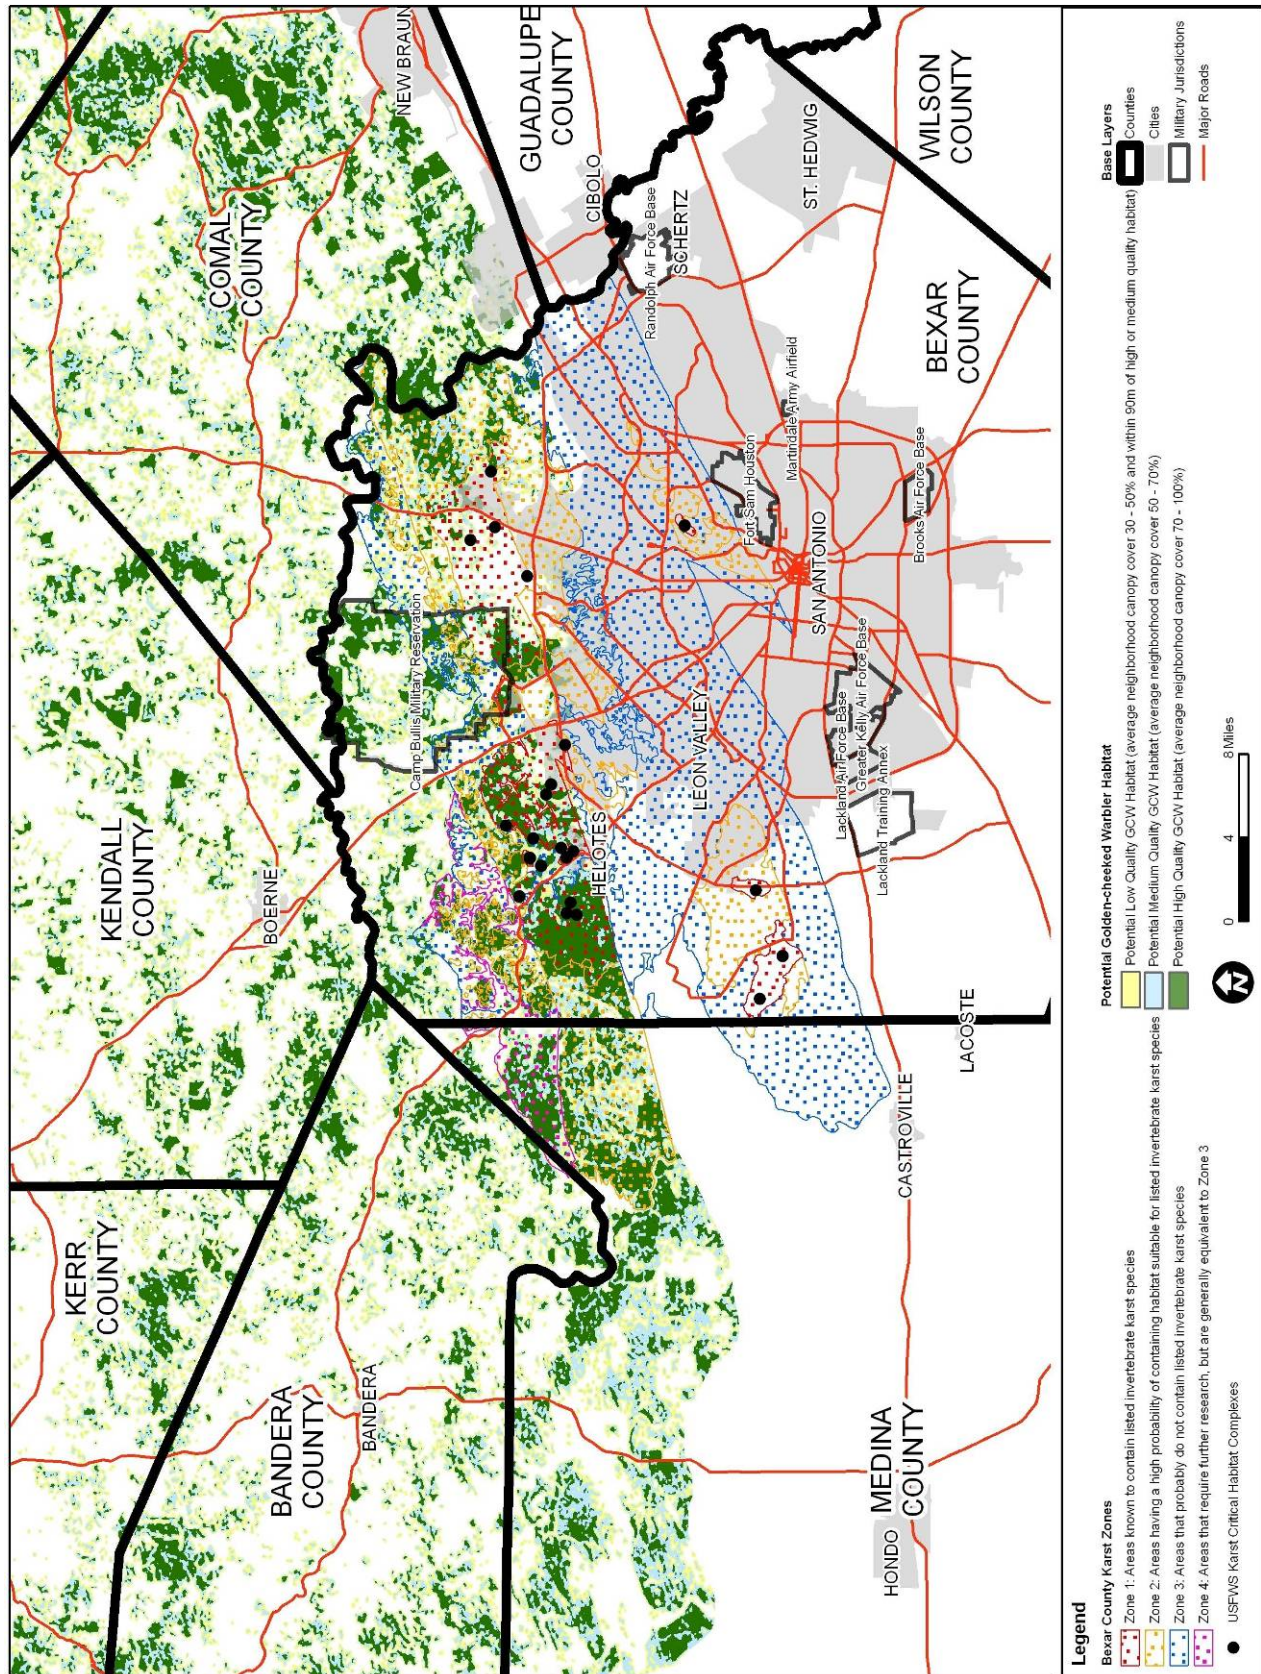 COMAL
COUNTY
NEW BRAUN
GUADALUPE
COUNTY
KENDALL
COUNTY
BOERNE
KERR
COUNTY
BANDERA
COUNTY
BANDERA
CIBOLO
Randolph Air Force Base
SCHERTZ
ST. HEDWIG
WILSON
COUNTY
Camp Bullis Military Reservation
HELOTES
LEON VALLEY
Fort Sam Houston
Martindale Army Airfield
SAN ANTONIO
BEXAR
COUNTY
Brooks Air Force Base
Lackland Air Force Base
Greater Kelly Air Force Base
Lackland Training Annex
LACOSTE
CASTROVILLE
MEDINA
COUNTY
HONDO
Legend
Bexar County Karst Zones
Zone 1: Areas known to contain listed invertebrate karst species
Zone 2: Areas having a high probability of containing habitat suitable for listed invertebrate karst species
Zone 3: Areas that probably do not contain listed invertebrate karst species
Zone 4: Areas that require further research, but are generally equivalent to Zone 3
USFWS Karst Critical Habitat Complexes
Potential Golden-cheeked Warbler Habitat
Potential Low Quality GCW Habitat (average neighborhood canopy cover 30 - 50% and within 90m of high or medium quality habitat)
Potential Medium Quality GCW Habitat (average neighborhood canopy cover 50 - 70%)
Potential High Quality GCW Habitat (average neighborhood canopy cover 70 - 100%)
N
0 4 8 Miles
Base Layers
Counties
Cities
Military Jurisdictions
Major Roads